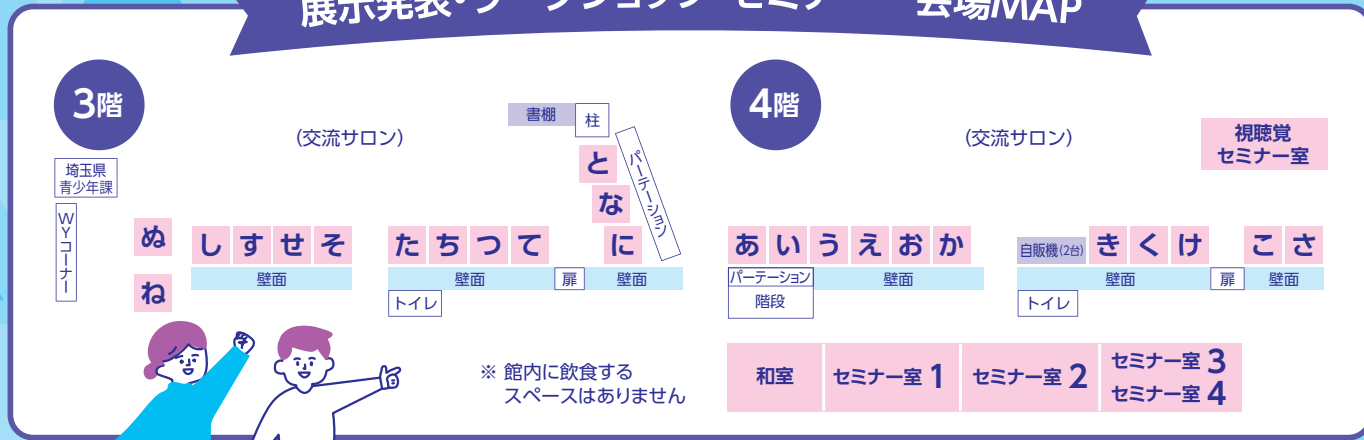 展示発表・ワークショップ・セミナー 会場MAP
3階
(交流サロン)
書棚
柱
パーテーション
埼玉県
青少年課
WYコーナー
と
な
に
ぬ
ね
し す せ そ
た ち つ て
壁面
壁面
扉
壁面
トイレ
※ 館内に飲食する
スペースはありません
4階
(交流サロン)
視聴覚
セミナー室
あ い う え お か
自販機(2台)
き く け
こ さ
パーテーション
壁面
階段
壁面
扉
壁面
トイレ
和室
セミナー室 1
セミナー室 2
セミナー室 3
セミナー室 4